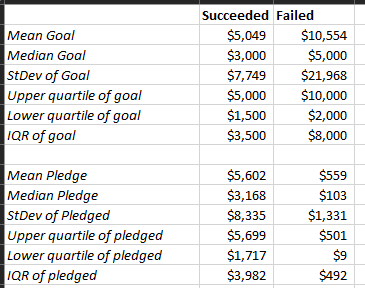 Succeeded Failed
Mean Goal $5,049 $10,554
Median Goal $3,000 $5,000
StDev of Goal $7,749 $21,968
Upper quartile of goal $5,000 $10,000
Lower quartile of goal $1,500 $2,000
IQR of goal $3,500 $8,000
Mean Pledge $5,602 $559
Median Pledge $3,168 $103
StDev of Pledged $8,335 $1,331
Upper quartile of pledged $5,699 $501
Lower quartile of pledged $1,717 $9
IQR of pledged $3,982 $492